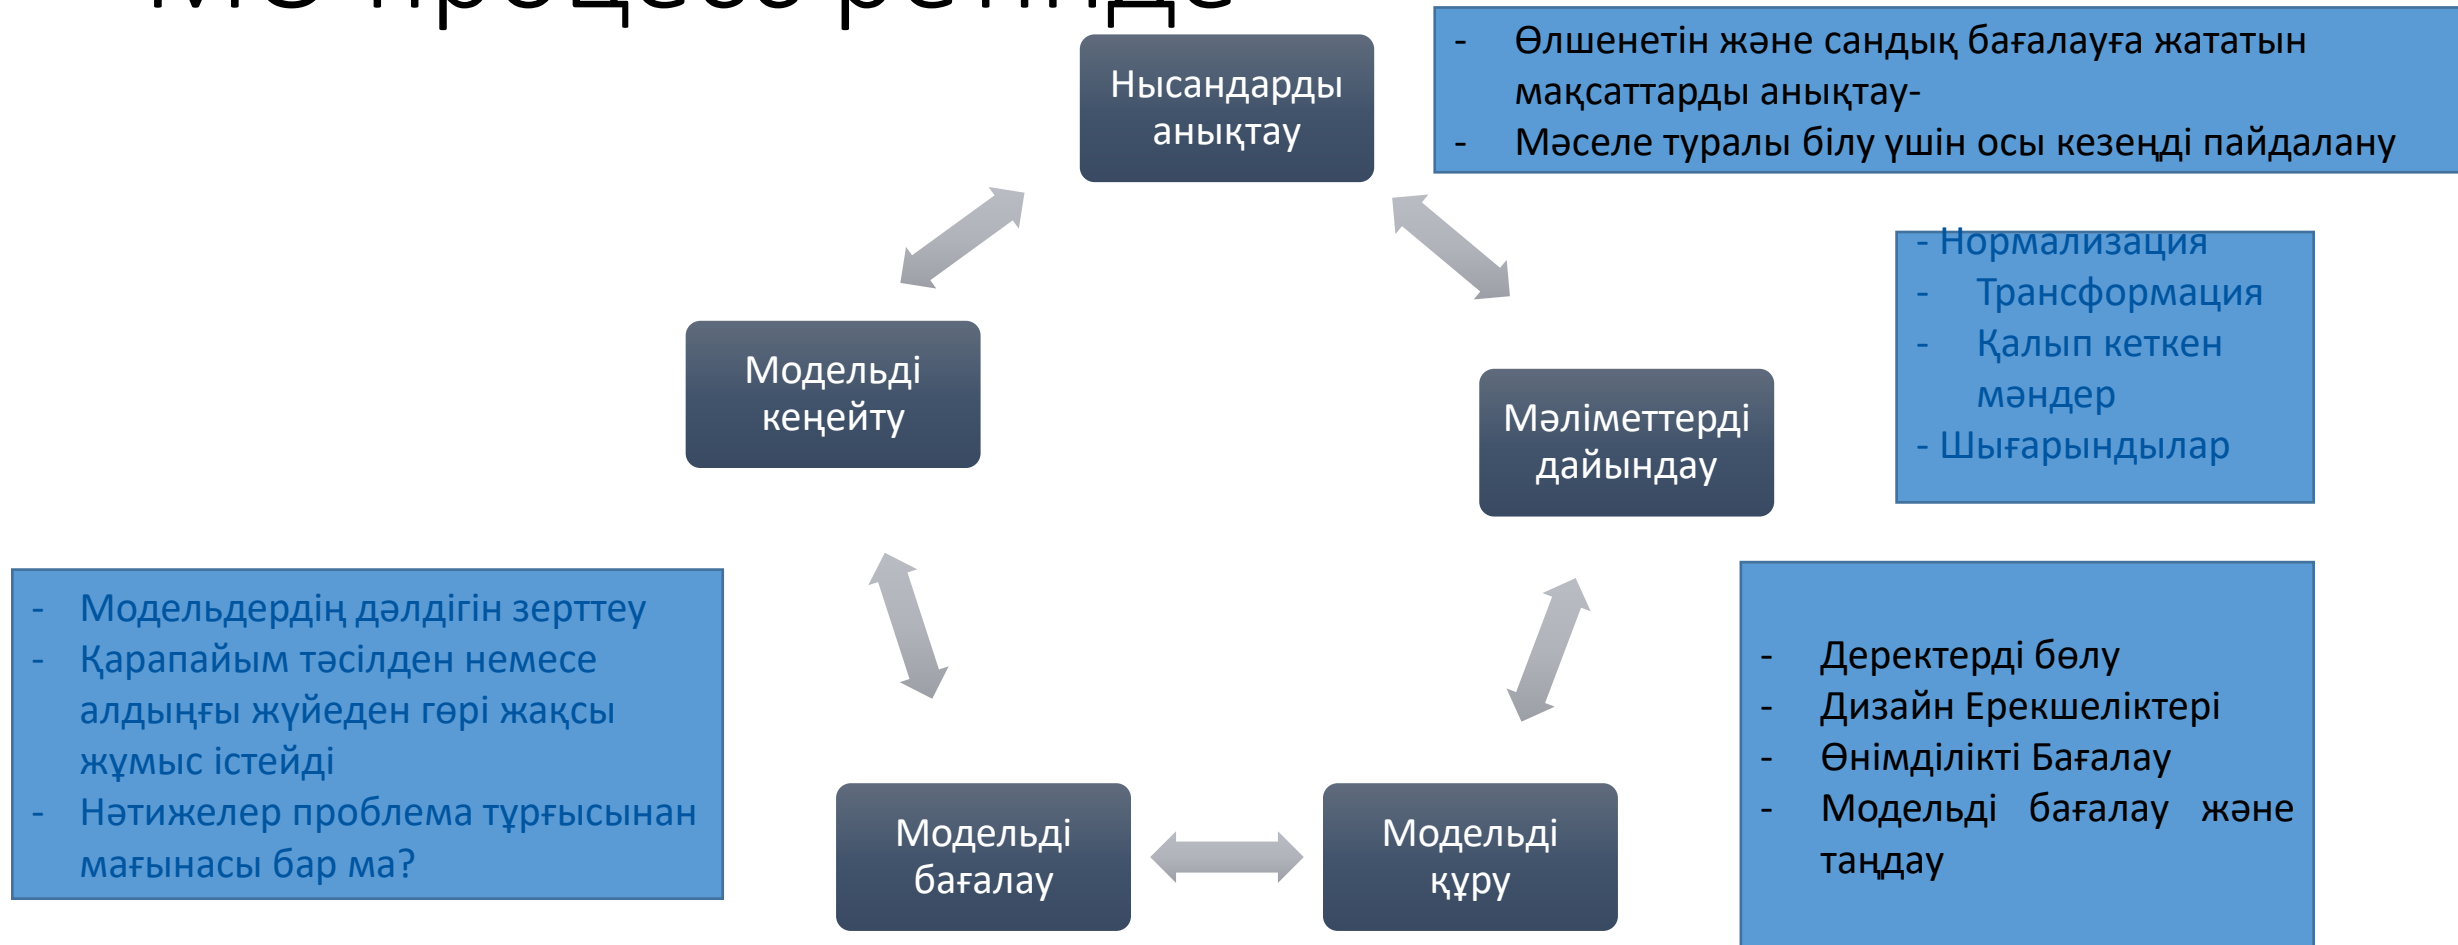 МО процесс ретінде
Нысандарды
анықтау
- Өлшенетін және сандық бағалауға жататын
мақсаттарды анықтау-
- Мәселе туралы білу үшін осы кезеңді пайдалану
- Нормализация
- Трансформация
- Қалып кеткен
мәндер
- Шығарындылар
Мәліметтерді
дайындау
Модельді
кеңейту
- Модельдердің дәлдігін зерттеу
- Қарапайым тәсілден немесе
алдыңғы жүйеден гөрі жақсы
жұмыс істейді
- Нәтижелер проблема тұрғысынан
мағынасы бар ма?
- Деректерді бөлу
- Дизайн Ерекшеліктері
- Өнімділікті Бағалау
- Модельді бағалау және
таңдау
Модельді
бағалау
Модельді
құру